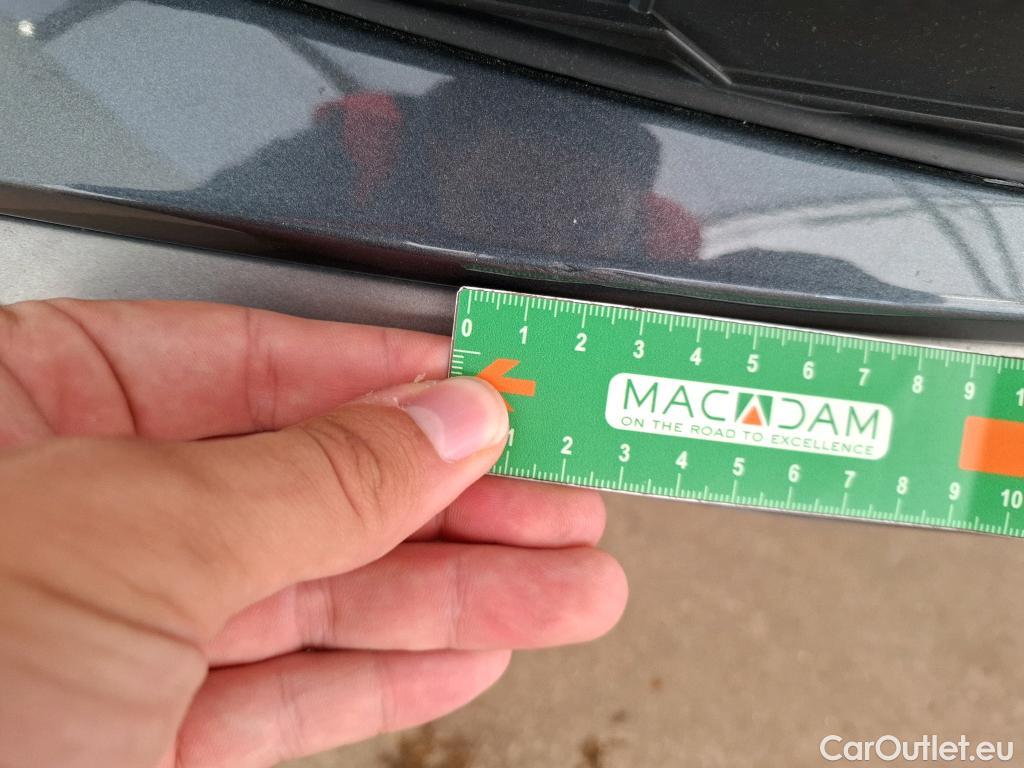 0 1 2 3 4 5 6 7 8 9
MACADAM
ON THE ROAD TO EXCELLENCE
1 2 3 4 5 6 7 8 9 10
CarOutlet.eu